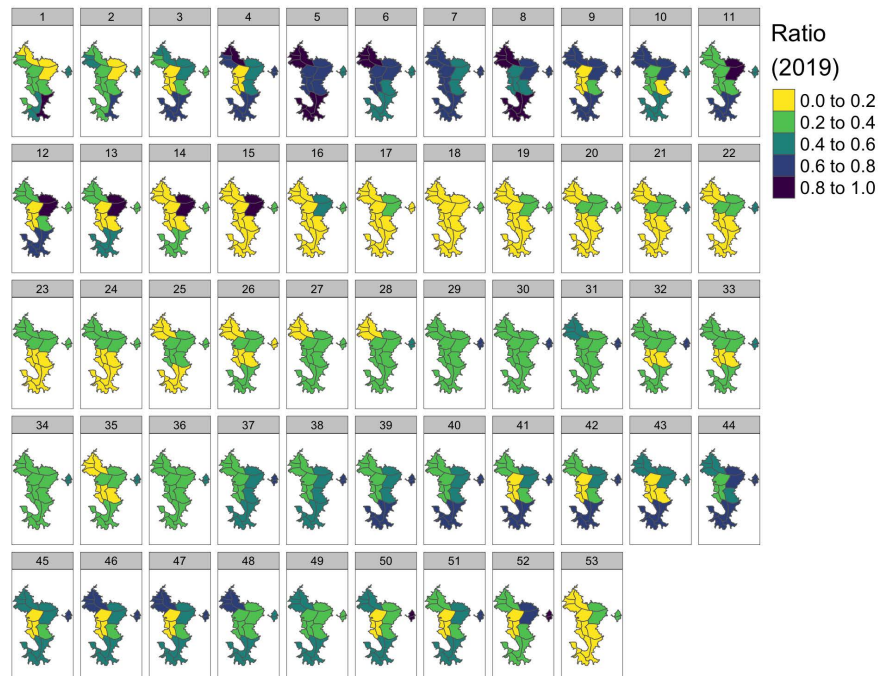 1 2 3 4 5 6 7 8 9 10 11
Ratio
(2019)
0.0 to 0.2
0.2 to 0.4
0.4 to 0.6
0.6 to 0.8
0.8 to 1.0
12 13 14 15 16 17 18 19 20 21 22
23 24 25 26 27 28 29 30 31 32 33
34 35 36 37 38 39 40 41 42 43 44
45 46 47 48 49 50 51 52 53